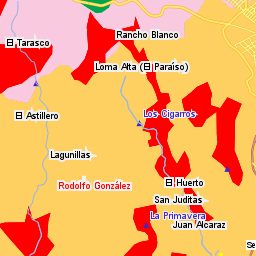 Rancho Blanco
El Tarasco
Loma Alta (El Paraíso)
El Astillero
Los Cigarros
Lagunillas
Rodolfo González
El Huerto
San Juditas
La Primavera
Juan Alcaraz
Se